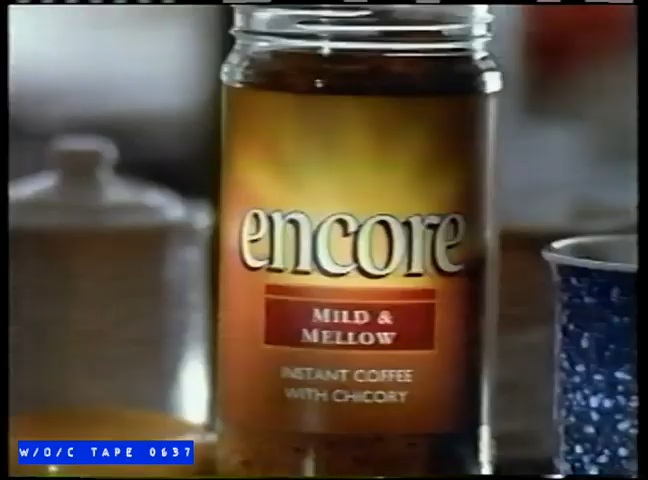 encore
MILD &
MELLOW
INSTANT COFFEE
WITH CHICORY
W/O/C TAPE 0637